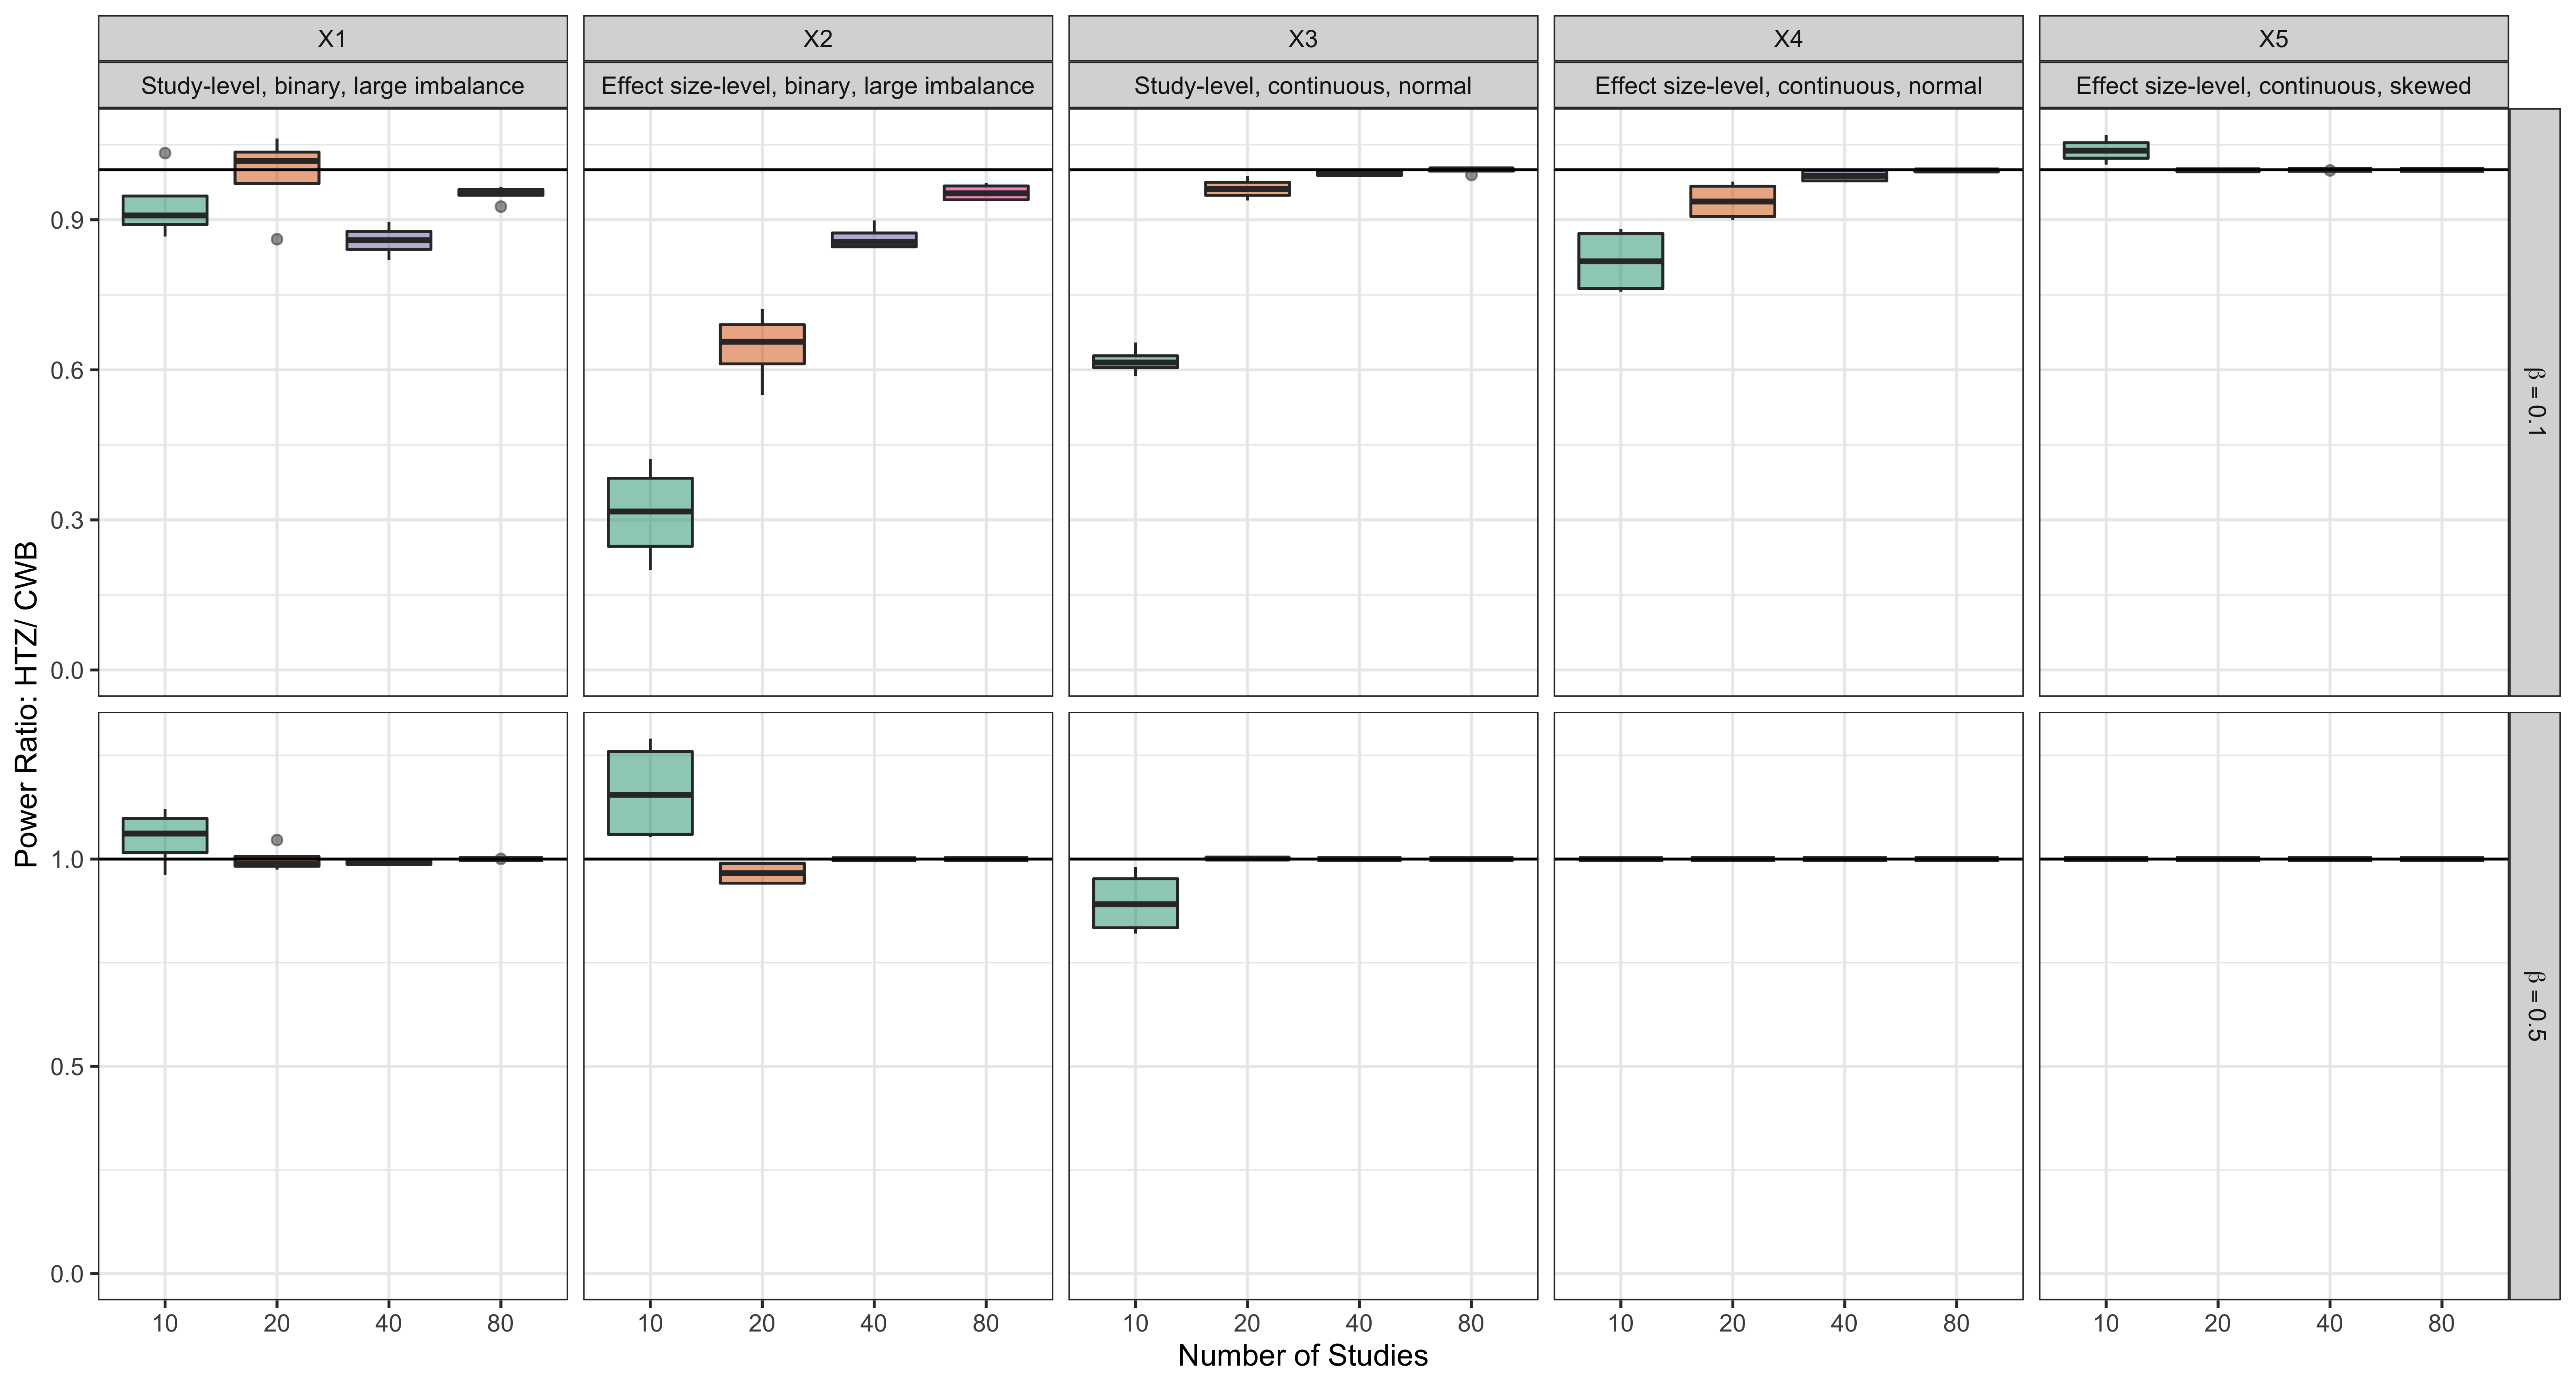 X1 X2 X3 X4 X5
Study-level, binary, large imbalance Effect size-level, binary, large imbalance Study-level, continuous, normal Effect size-level, continuous, normal Effect size-level, continuous, skewed
Power Ratio: HTZ/ CWB
0.9
0.6
0.3
0.0
β = 0.1
1.0
0.5
0.0
β = 0.5
10 20 40 80 10 20 40 80 10 20 40 80 10 20 40 80 10 20 40 80
Number of Studies